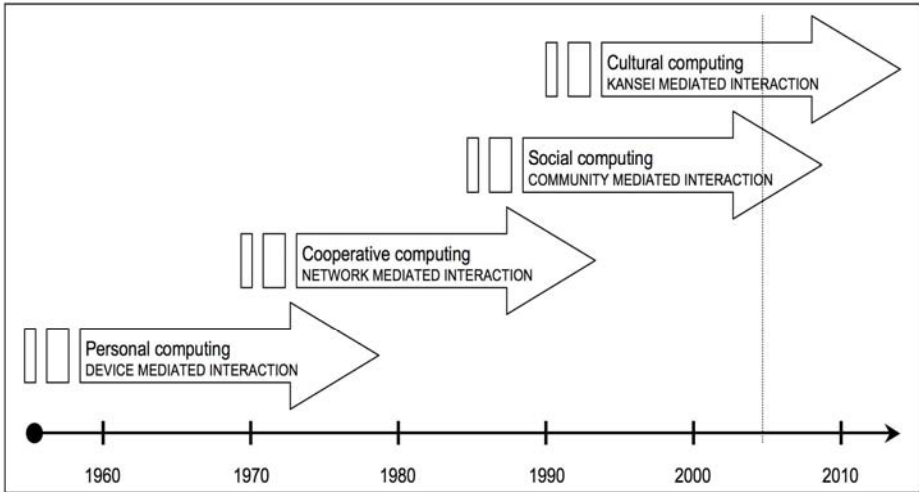 Cultural computing
KANSEI MEDIATED INTERACTION
Social computing
COMMUNITY MEDIATED INTERACTION
Cooperative computing
NETWORK MEDIATED INTERACTION
Personal computing
DEVICE MEDIATED INTERACTION
1960 1970 1980 1990 2000 2010